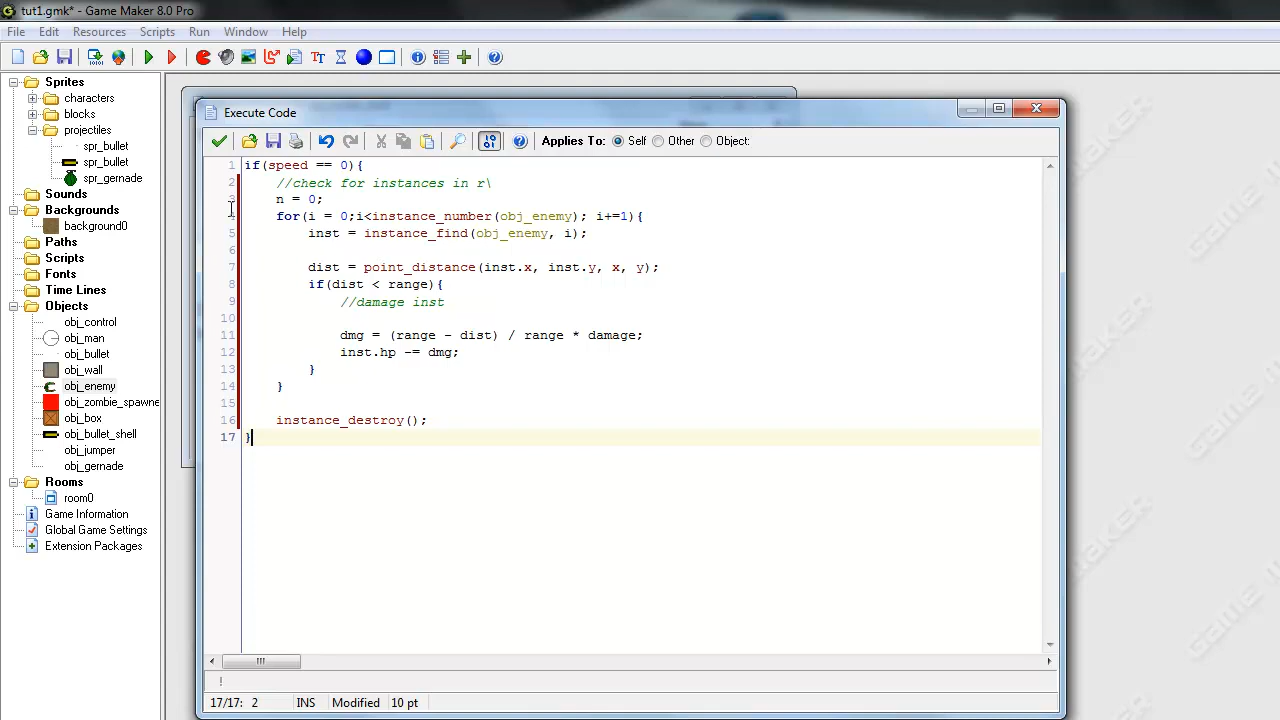 tut1.gmk* - Game Maker 8.0 Pro
File Edit Resources Scripts Run Window Help
Sprites
characters
blocks
projectiles
spr_bullet
spr_bullet
spr_gernade
Sounds
Backgrounds
background0
Paths
Scripts
Fonts
Time Lines
Objects
obj_control
obj_man
obj_bullet
obj_wall
obj_enemy
obj_zombie_spawne
obj_box
obj_bullet_shell
obj_jumper
obj_gernade
Rooms
room0
Game Information
Global Game Settings
Extension Packages
Execute Code
Applies To: Self Other Object:
1 if(speed == 0){
2 //check for instances in r\
3 n = 0;
4 for(i = 0;i<instance_number(obj_enemy); i+=1){
5 inst = instance_find(obj_enemy, i);
6
7 dist = point_distance(inst.x, inst.y, x, y);
8 if(dist < range){
9 //damage inst
10
11 dmg = (range - dist) / range * damage;
12 inst.hp -= dmg;
13 }
14 }
15
16 instance_destroy();
17 }
17/17: 2 INS Modified 10 pt